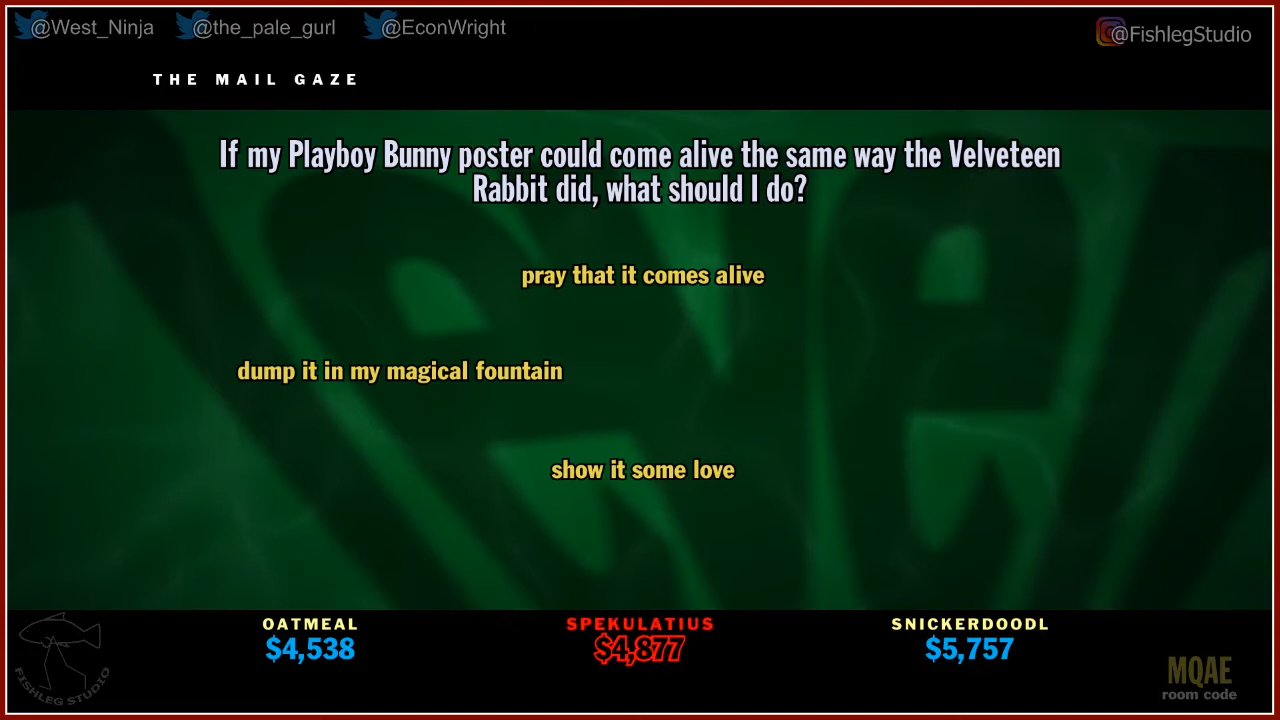 @West_Ninja @the_pale_gurl @EconWright @FishlegStudio
THE MAIL GAZE
If my Playboy Bunny poster could come alive the same way the Velveteen
Rabbit did, what should I do?
pray that it comes alive
dump it in my magical fountain
show it some love
OATMEAL SPEKULATIUS SNICKERDOODL
$4,538 $4,877 $5,757
FISHLEG STUDIO
MQAE
room code